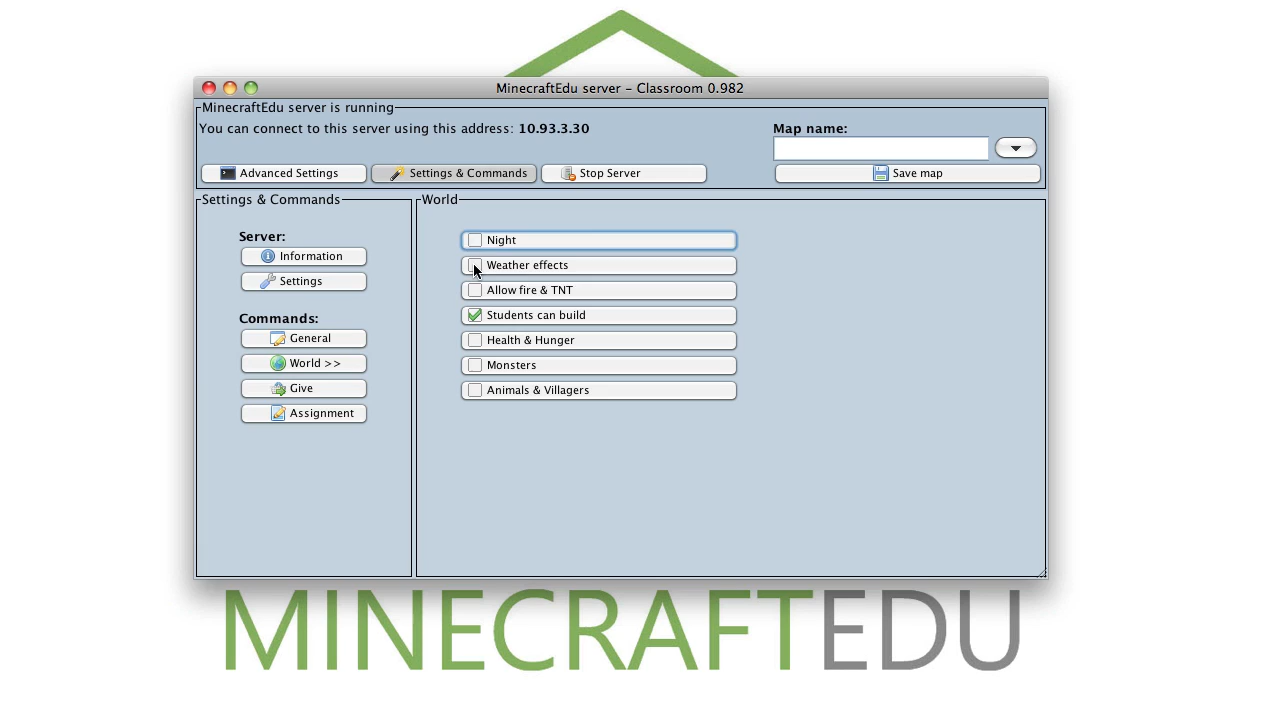 MinecraftEdu server – Classroom 0.982
MinecraftEdu server is running
You can connect to this server using this address: 10.93.3.30
Map name:
Advanced Settings
Settings & Commands
Stop Server
Save map
Settings & Commands
Server:
Information
Settings
Commands:
General
World >>
Give
Assignment
World
Night
Weather effects
Allow fire & TNT
Students can build
Health & Hunger
Monsters
Animals & Villagers
MINECRAFTEDU